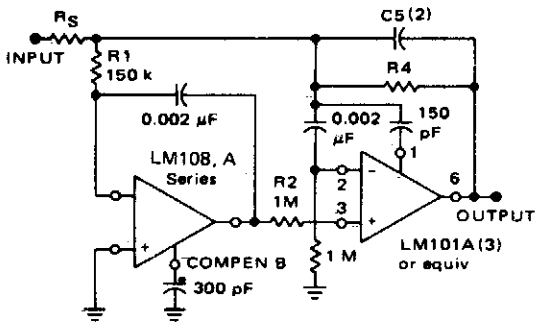 RS
INPUT
R1
150 k
0.002 µF
LM108, A
Series
COMPEN B
300 pF
R2
1M
1 M
C5(2)
R4
0.002
µF
150
pF
1
2
3
6
−
+
+
OUTPUT
LM101A(3)
or equiv